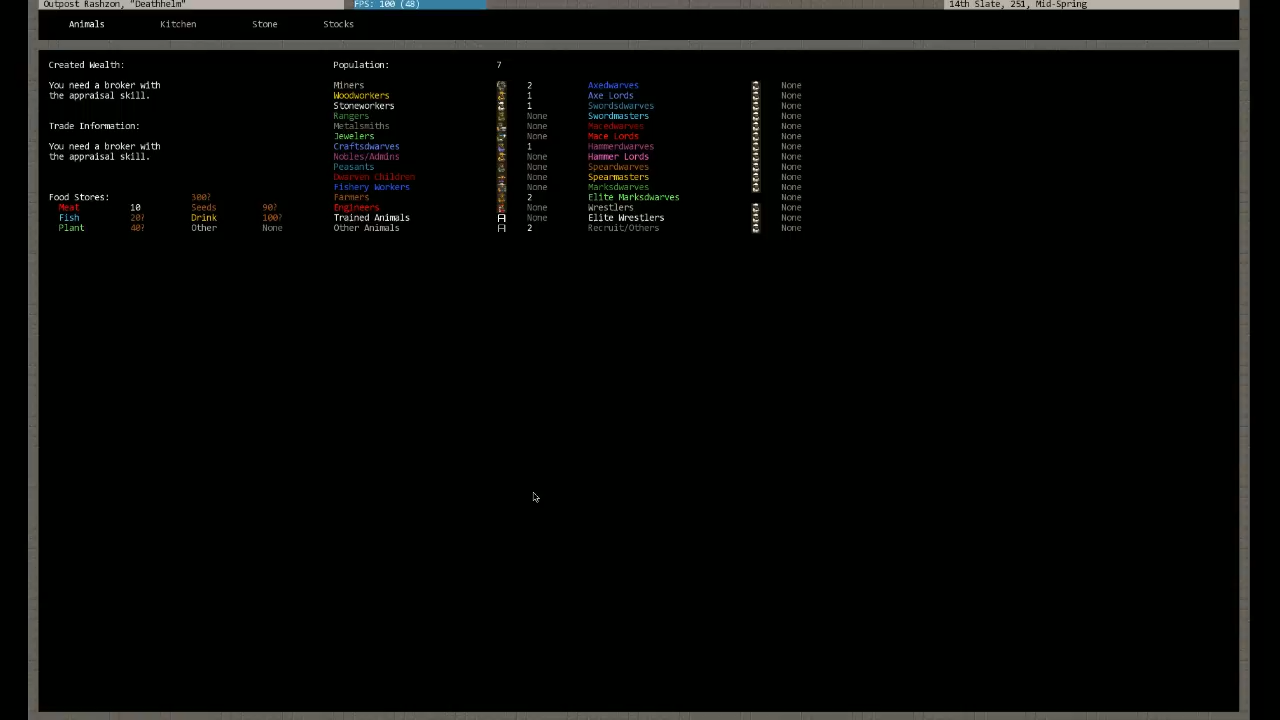 Outpost Rashzon, "Deathhelm" FPS: 100 (48) 14th Slate, 251, Mid-Spring
Animals Kitchen Stone Stocks
Created Wealth: Population: 7
You need a broker with Miners 2 Axedwarves None
the appraisal skill. Woodworkers 1 Axe Lords None
Stoneworkers 1 Swordsdwarves None
Rangers None Swordmasters None
Trade Information: Metalsmiths None Macedwarves None
Jewelers None Mace Lords None
You need a broker with Craftsdwarves 1 Hammerdwarves None
the appraisal skill. Nobles/Admins None Hammer Lords None
Peasants None Speardwarves None
Dwarven Children None Spearmasters None
Fishery Workers None Marksdwarves None
Food Stores: 300? Farmers 2 Elite Marksdwarves None
Meat 10 Seeds 90? Engineers None Wrestlers None
Fish 20? Drink 100? Trained Animals None Elite Wrestlers None
Plant 40? Other None Other Animals 2 Recruit/Others None